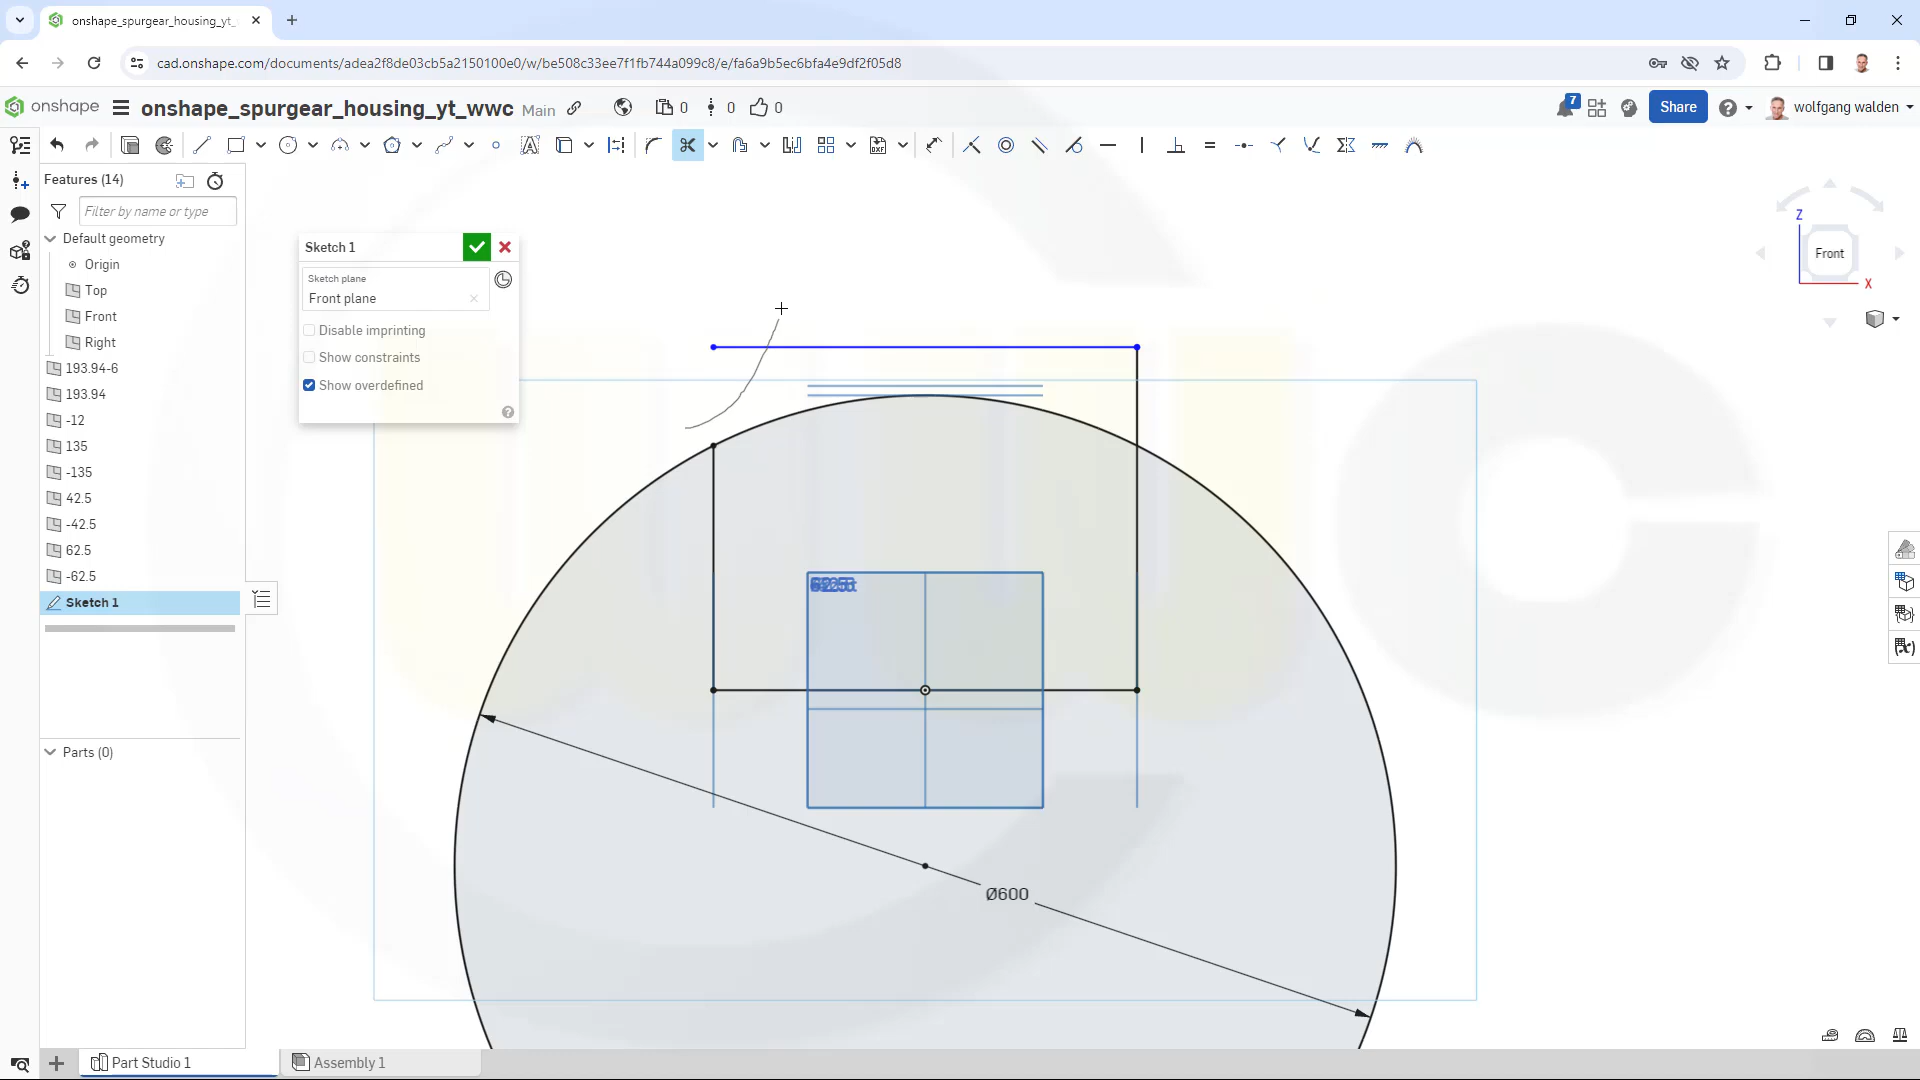 onshape_spurgear_housing_yt_
cad.onshape.com/documents/adea2f8de03cb5a2150100e0/w/be508c33ee7f1fb744a099c8/e/fa6a9b5ec6bfa4e9df2f05d8
onshape onshape_spurgear_housing_yt_wwc Main 0 0 0 7 Share wolfgang walden
DXF
Features (14)
Filter by name or type
Default geometry
Origin
Top
Front
Right
193.94-6
193.94
-12
135
-135
42.5
-42.5
62.5
-62.5
Sketch 1
Parts (0)
Sketch 1
Sketch plane
Front plane
Disable imprinting
Show constraints
Show overdefined
Z
Front
X
Ø600
Part Studio 1
Assembly 1